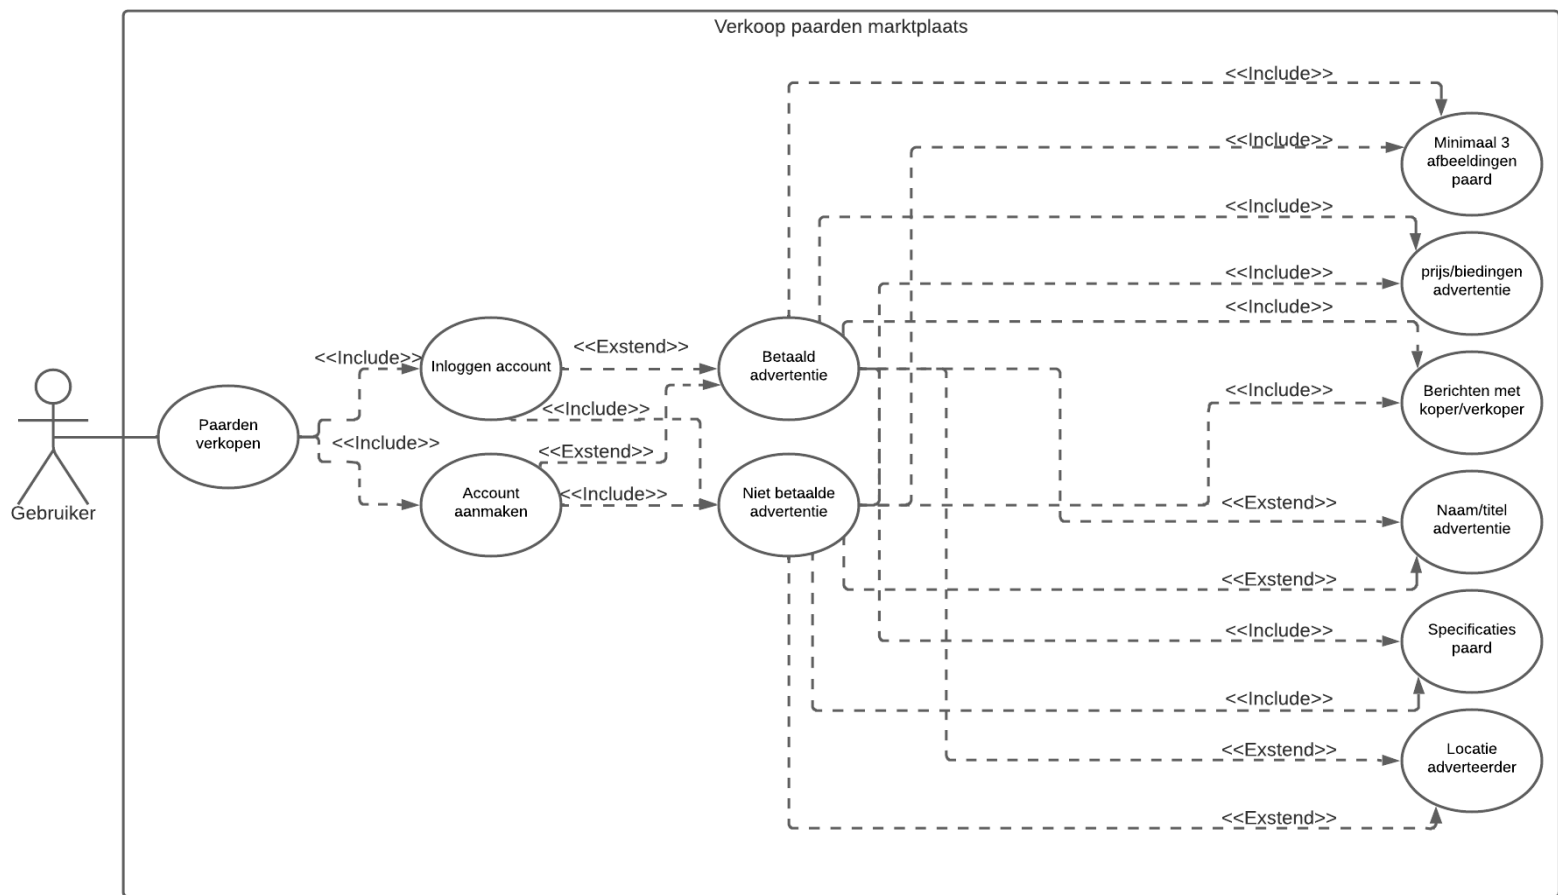 Verkoop paarden marktplaats
<<Include>>
Minimaal 3
afbeeldingen
paard
<<Include>>
<<Include>>
prijs/biedingen
advertentie
<<Include>>
<<Include>>
Betaald
advertentie
Inloggen account
<<Exstend>>
<<Include>>
Berichten met
koper/verkoper
<<Include>>
<<Include>>
Paarden
verkopen
<<Include>>
<<Exstend>>
Gebruiker
Account
aanmaken
<<Include>>
Niet betaalde
advertentie
<<Exstend>>
Naam/titel
advertentie
<<Exstend>>
<<Include>>
Specificaties
paard
<<Include>>
<<Exstend>>
Locatie
adverteerder
<<Exstend>>